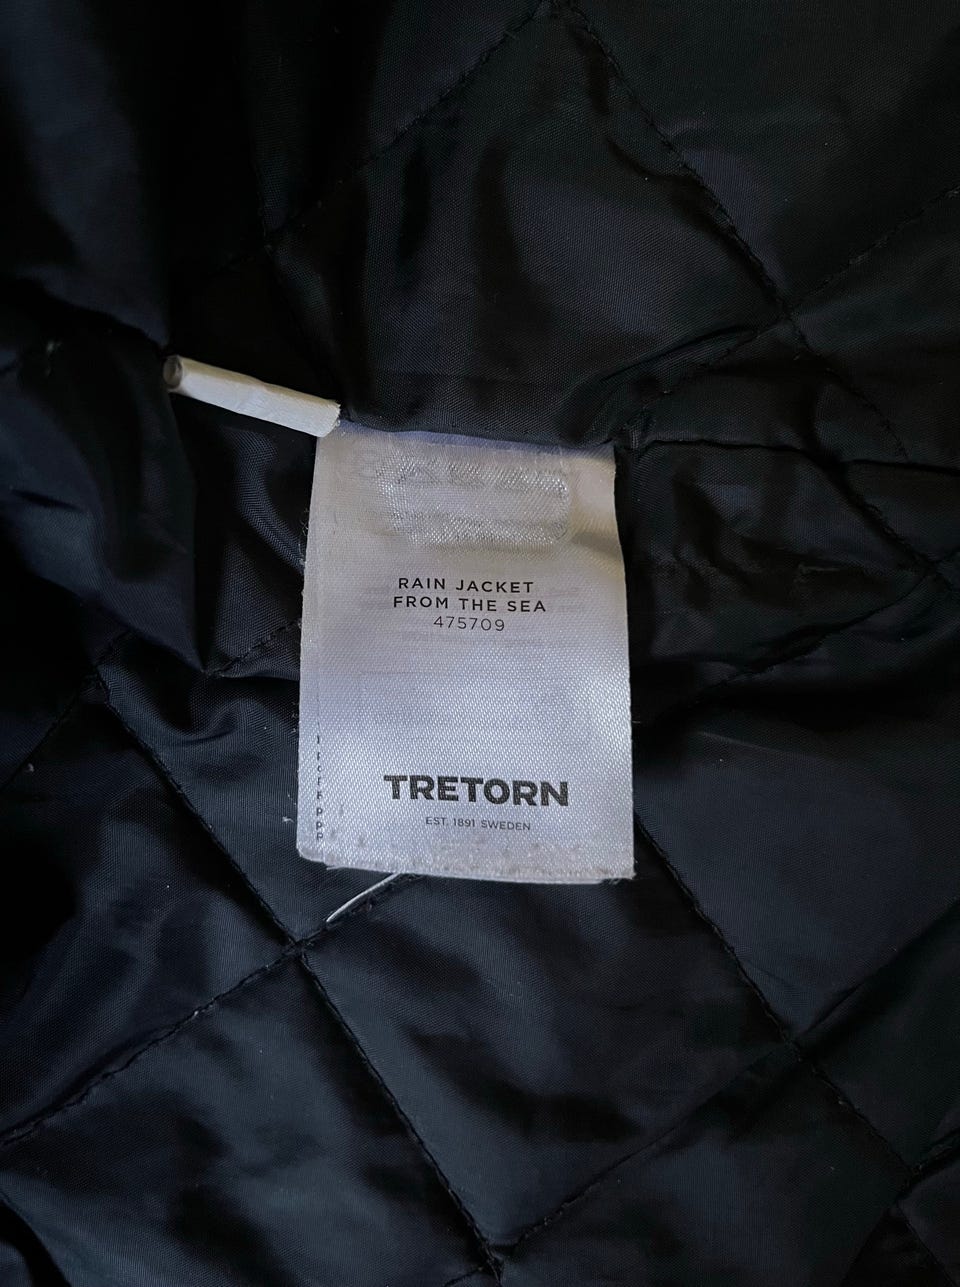 RAIN JACKET
FROM THE SEA
475709
TRETORN
EST. 1891 SWEDEN